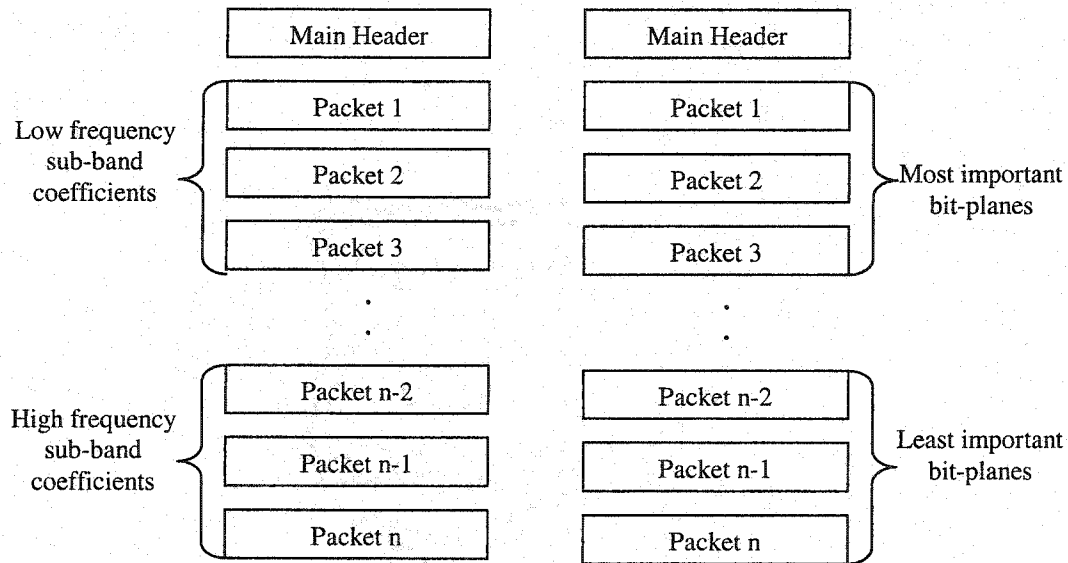 Main Header
Main Header
Packet 1
Packet 1
Low frequency
sub-band
coefficients
Packet 2
Packet 2
Most important
bit-planes
Packet 3
Packet 3
Packet n-2
Packet n-2
High frequency
sub-band
coefficients
Packet n-1
Packet n-1
Least important
bit-planes
Packet n
Packet n